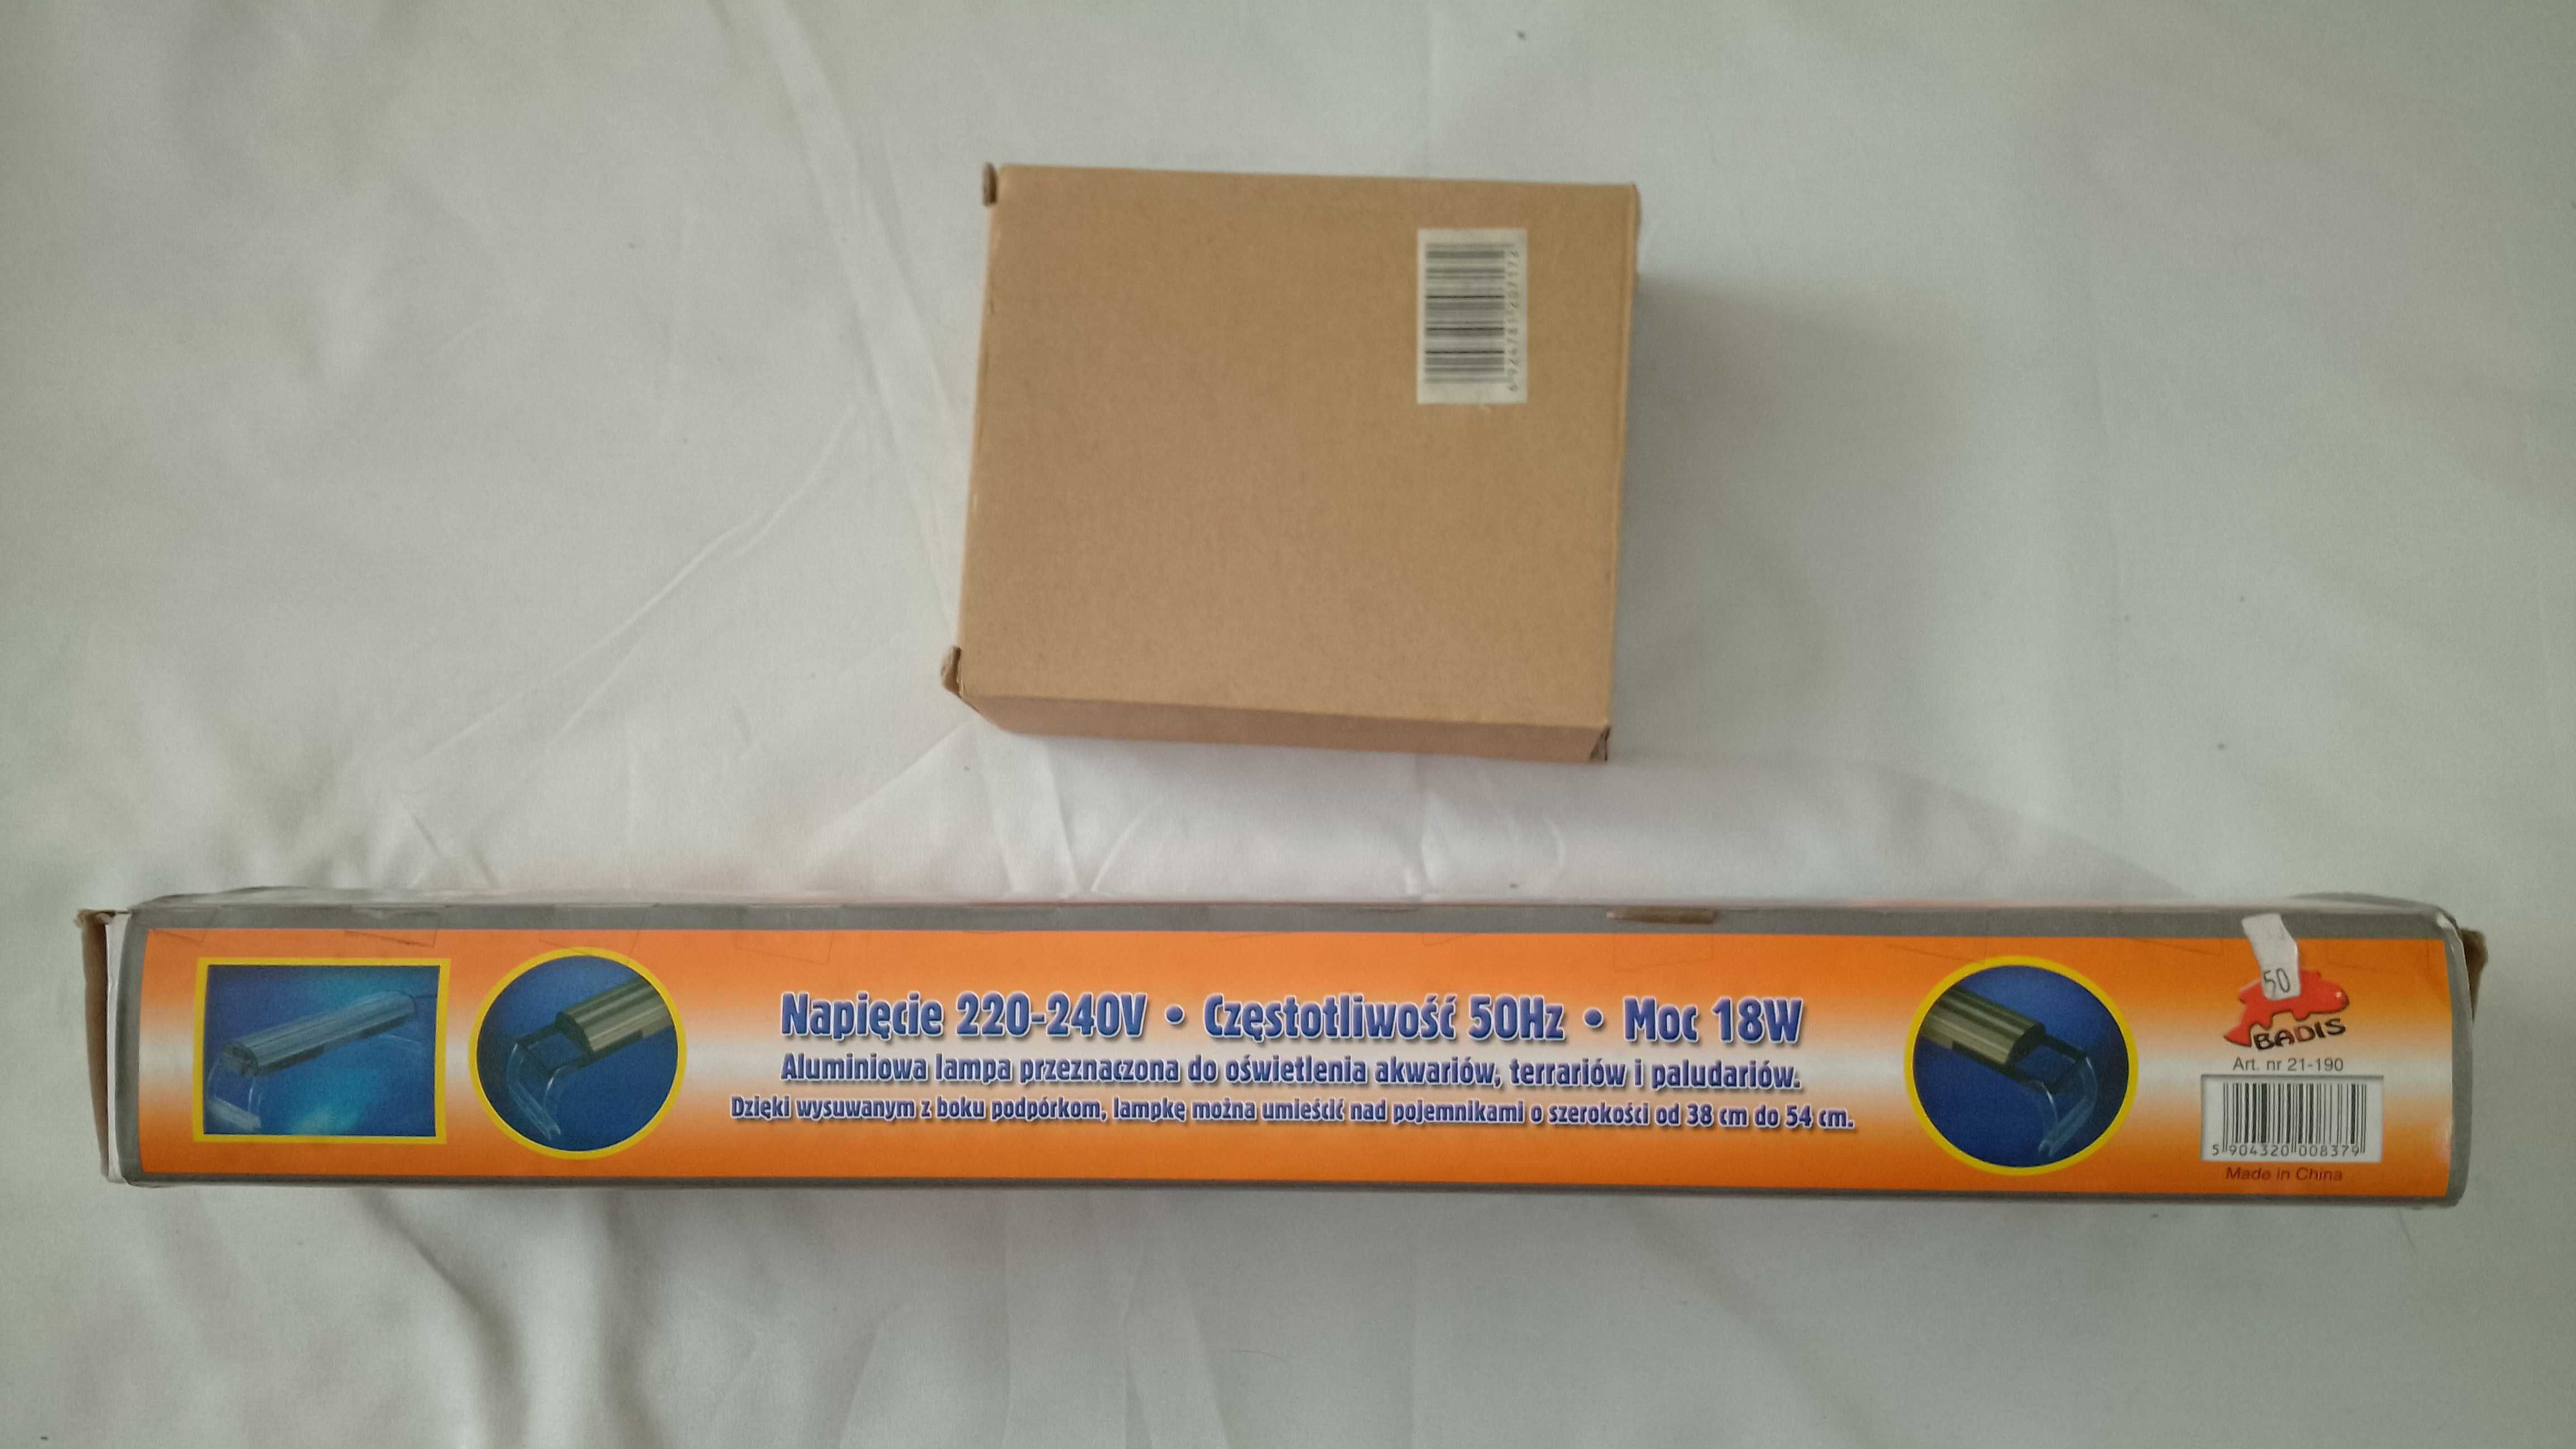 6924781207172
Napięcie 220-240V • Częstotliwość 50Hz • Moc 18W
Aluminiowa lampa przeznaczona do oświetlenia akwariów, terrariów i paludariów.
Dzięki wysuwanym z boku podpórkom, lampkę można umieścić nad pojemnikami o szerokości od 38 cm do 54 cm.
50
BADIS
Art. nr 21-190
5 904320 008379
Made in China